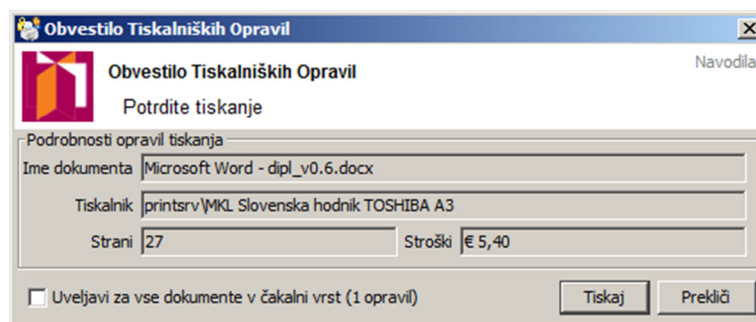 Obvestilo Tiskalniških Opravil
Obvestilo Tiskalniških Opravil
Navodila
Potrdite tiskanje
Podrobnosti opravil tiskanja
Ime dokumenta Microsoft Word - dipl_v0.6.docx
Tiskalnik printsrv\MKL Slovenska hodnik TOSHIBA A3
Strani 27 Stroški € 5,40
Uveljavi za vse dokumente v čakalni vrst (1 opravil) Tiskaj Prekliči